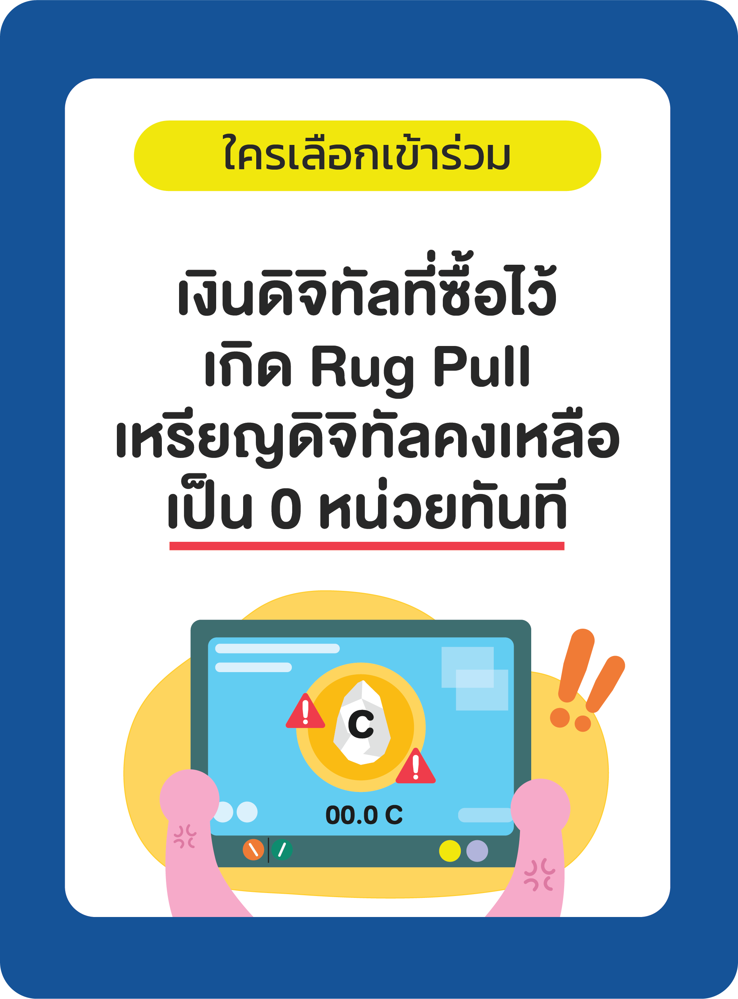 ใครเลือกเข้าร่วม
เงินดิจิทัลที่ซื้อไว้
เกิด Rug Pull
เหรียญดิจิทัลคงเหลือ
เป็น 0 หน่วยทันที
C
00.0 C